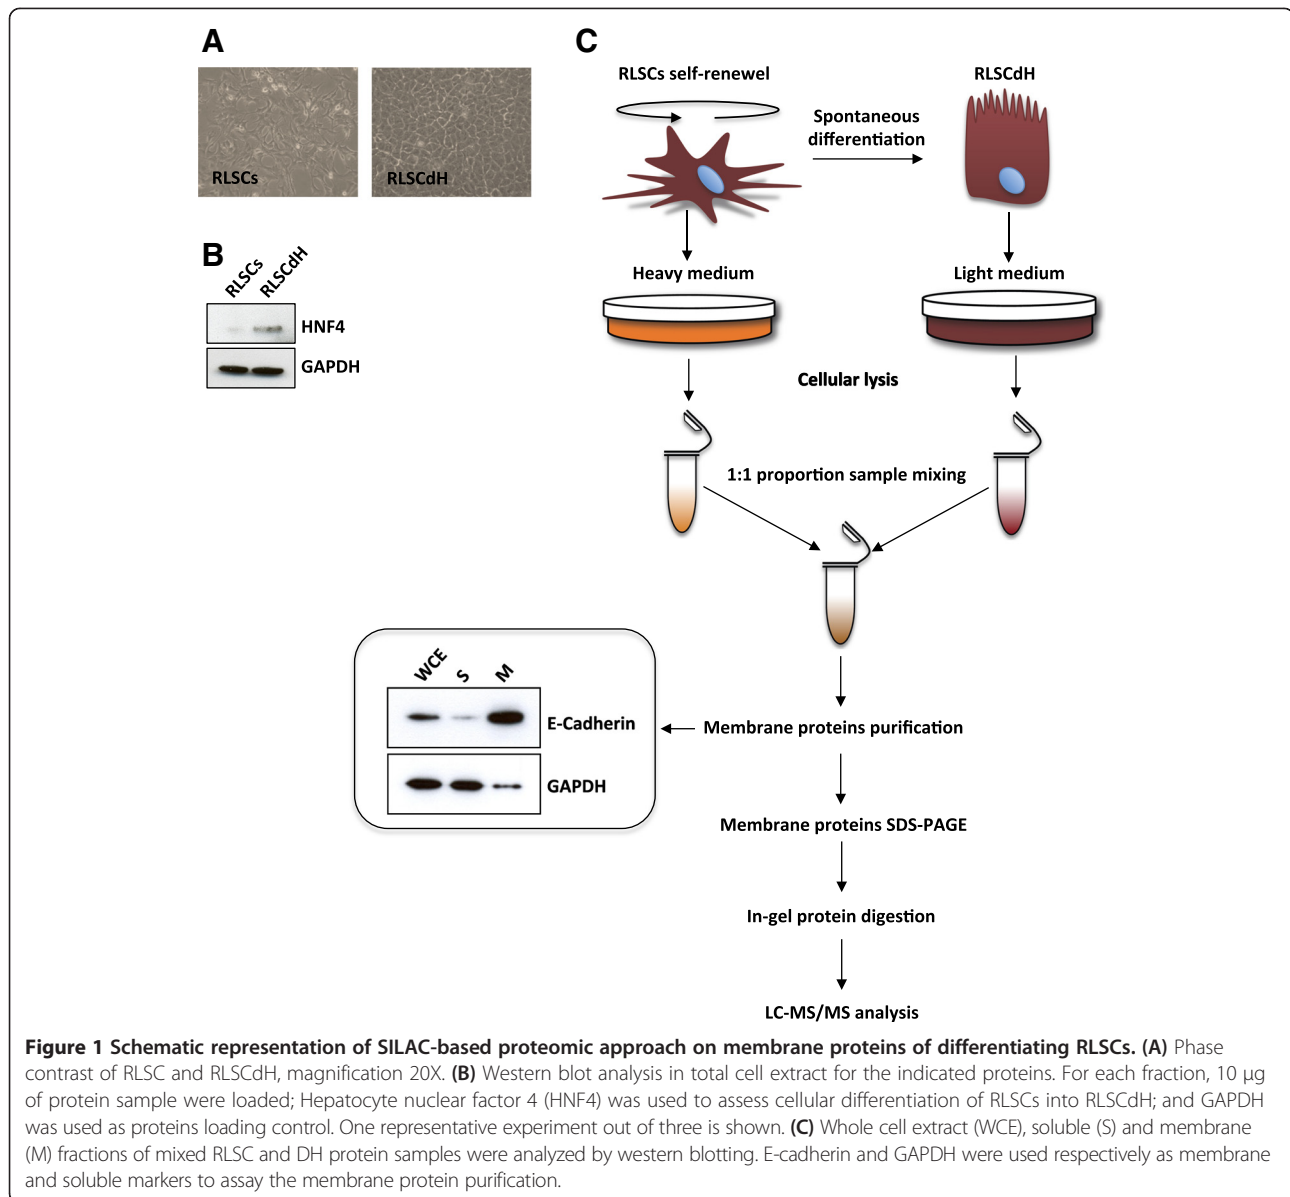 A
RLSCs
RLSCdH
B
RLSCs
RLSCdH
HNF4
GAPDH
C
RLSCs self-renewel
RLSCdH
Spontaneous
differentiation
Heavy medium
Light medium
Cellular lysis
1:1 proportion sample mixing
WCE
S
M
E-Cadherin
GAPDH
Membrane proteins purification
Membrane proteins SDS-PAGE
In-gel protein digestion
LC-MS/MS analysis
Figure 1 Schematic representation of SILAC-based proteomic approach on membrane proteins of differentiating RLSCs. (A) Phase
contrast of RLSC and RLSCdH, magnification 20X. (B) Western blot analysis in total cell extract for the indicated proteins. For each fraction, 10 μg
of protein sample were loaded; Hepatocyte nuclear factor 4 (HNF4) was used to assess cellular differentiation of RLSCs into RLSCdH; and GAPDH
was used as proteins loading control. One representative experiment out of three is shown. (C) Whole cell extract (WCE), soluble (S) and membrane
(M) fractions of mixed RLSC and DH protein samples were analyzed by western blotting. E-cadherin and GAPDH were used respectively as membrane
and soluble markers to assay the membrane protein purification.